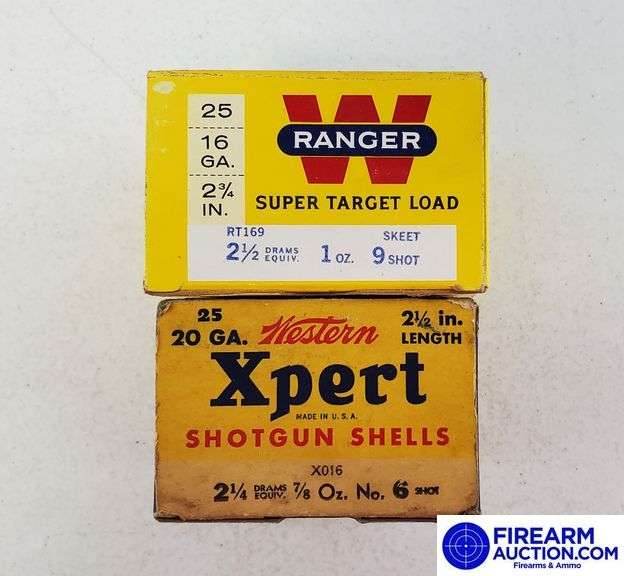 25
16
GA.
2¾
IN.
W
RANGER
SUPER TARGET LOAD
RT169
SKEET
2½ DRAMS EQUIV. 1 OZ. 9 SHOT
25
20 GA.
Western
2½ in.
LENGTH
Xpert
MADE IN U.S.A.
SHOTGUN SHELLS
X016
2¼ DRAMS EQUIV. ⅞ Oz. No. 6 SHOT
FIREARM
AUCTION.COM
Firearms & Ammo